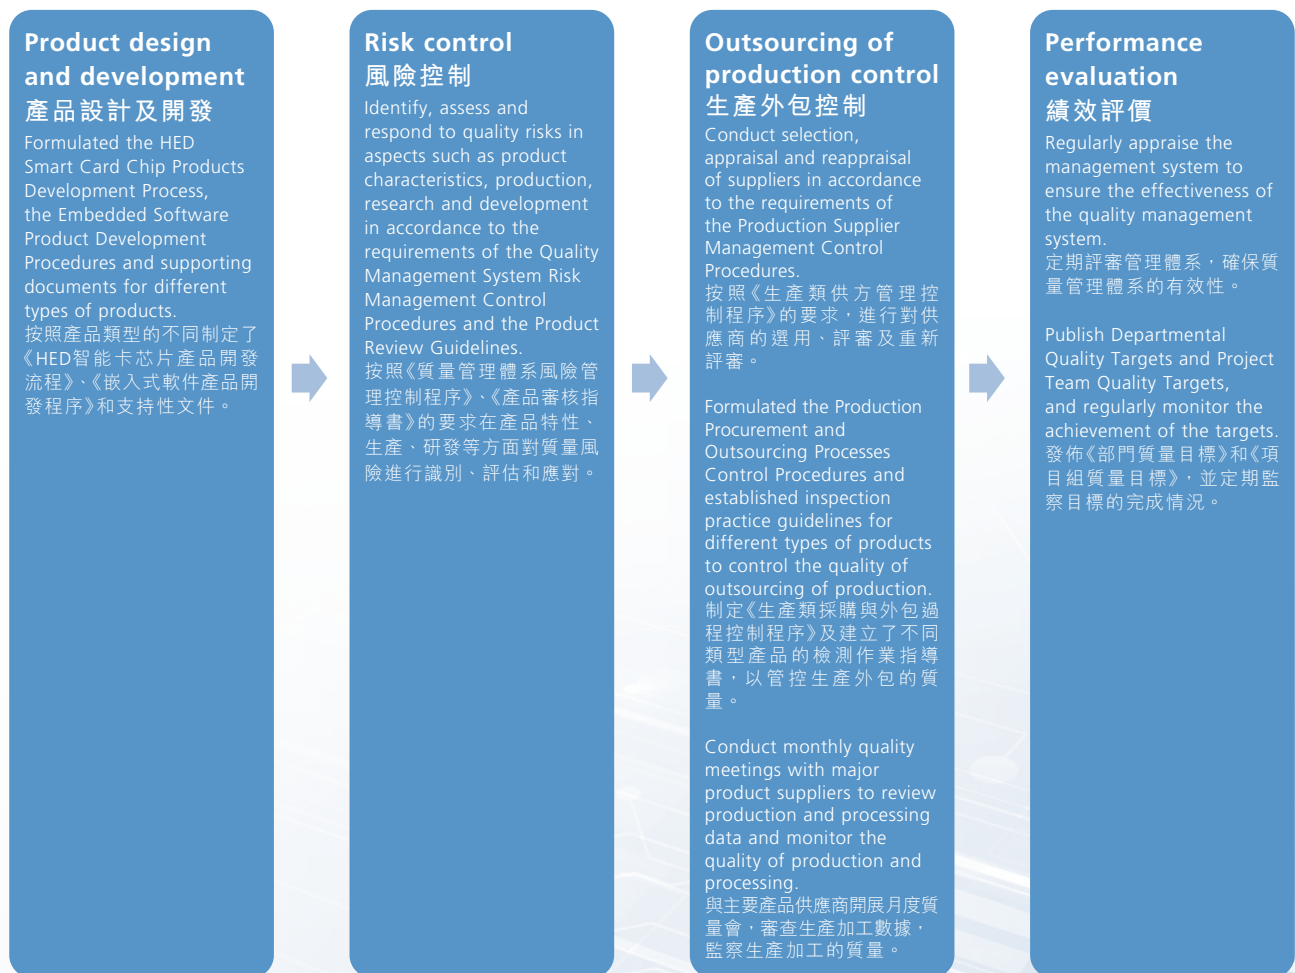 Product design
and development
產品設計及開發
Formulated the HED
Smart Card Chip Products
Development Process,
the Embedded Software
Product Development
Procedures and supporting
documents for different
types of products.
按照產品類型的不同制定了
《HED智能卡芯片產品開發
流程》、《嵌入式軟件產品開
發程序》和支持性文件。
Risk control
風險控制
Identify, assess and
respond to quality risks in
aspects such as product
characteristics, production,
research and development
in accordance to the
requirements of the Quality
Management System Risk
Management Control
Procedures and the Product
Review Guidelines.
按照《質量管理體系風險管
理控制程序》、《產品審核指
導書》的要求在產品特性、
生產、研發等方面對質量風
險進行識別、評估和應對。
Outsourcing of
production control
生產外包控制
Conduct selection,
appraisal and reappraisal
of suppliers in accordance
to the requirements of
the Production Supplier
Management Control
Procedures.
按照《生產類供方管理控
制程序》的要求，進行對供
應商的選用、評審及重新
評審。
Formulated the Production
Procurement and
Outsourcing Processes
Control Procedures and
established inspection
practice guidelines for
different types of products
to control the quality of
outsourcing of production.
制定《生產類採購與外包過
程控制程序》及建立了不同
類型產品的檢測作業指導
書，以管控生產外包的質
量。
Conduct monthly quality
meetings with major
product suppliers to review
production and processing
data and monitor the
quality of production and
processing.
與主要產品供應商開展月度質
量會，審查生產加工數據，
監察生產加工的質量。
Performance
evaluation
績效評價
Regularly appraise the
management system to
ensure the effectiveness of
the quality management
system.
定期評審管理體系，確保質
量管理體系的有效性。
Publish Departmental
Quality Targets and Project
Team Quality Targets,
and regularly monitor the
achievement of the targets.
發佈《部門質量目標》和《項
目組質量目標》，並定期監
察目標的完成情況。